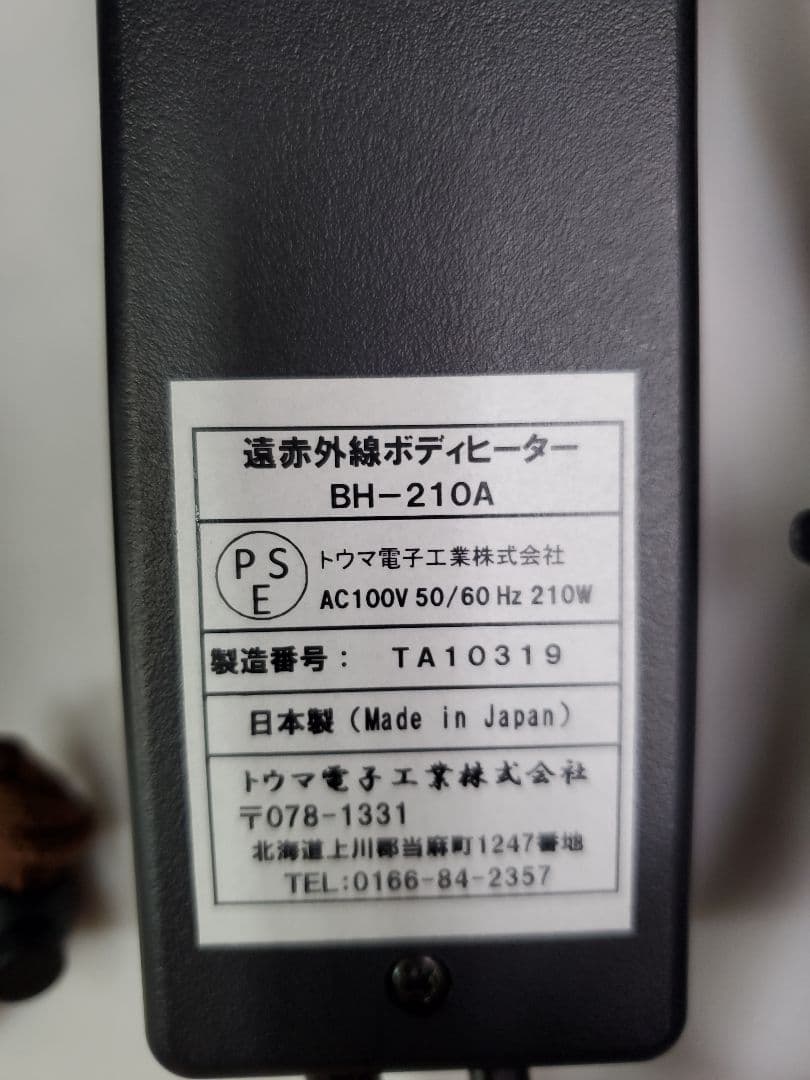 遠赤外線ボディヒーター
BH-210A
PSE
トウマ電子工業株式会社
AC100V 50/60 Hz 210W
製造番号： TA10319
日本製（Made in Japan）
トウマ電子工業株式会社
〒078-1331
北海道上川郡当麻町1247番地
TEL:0166-84-2357